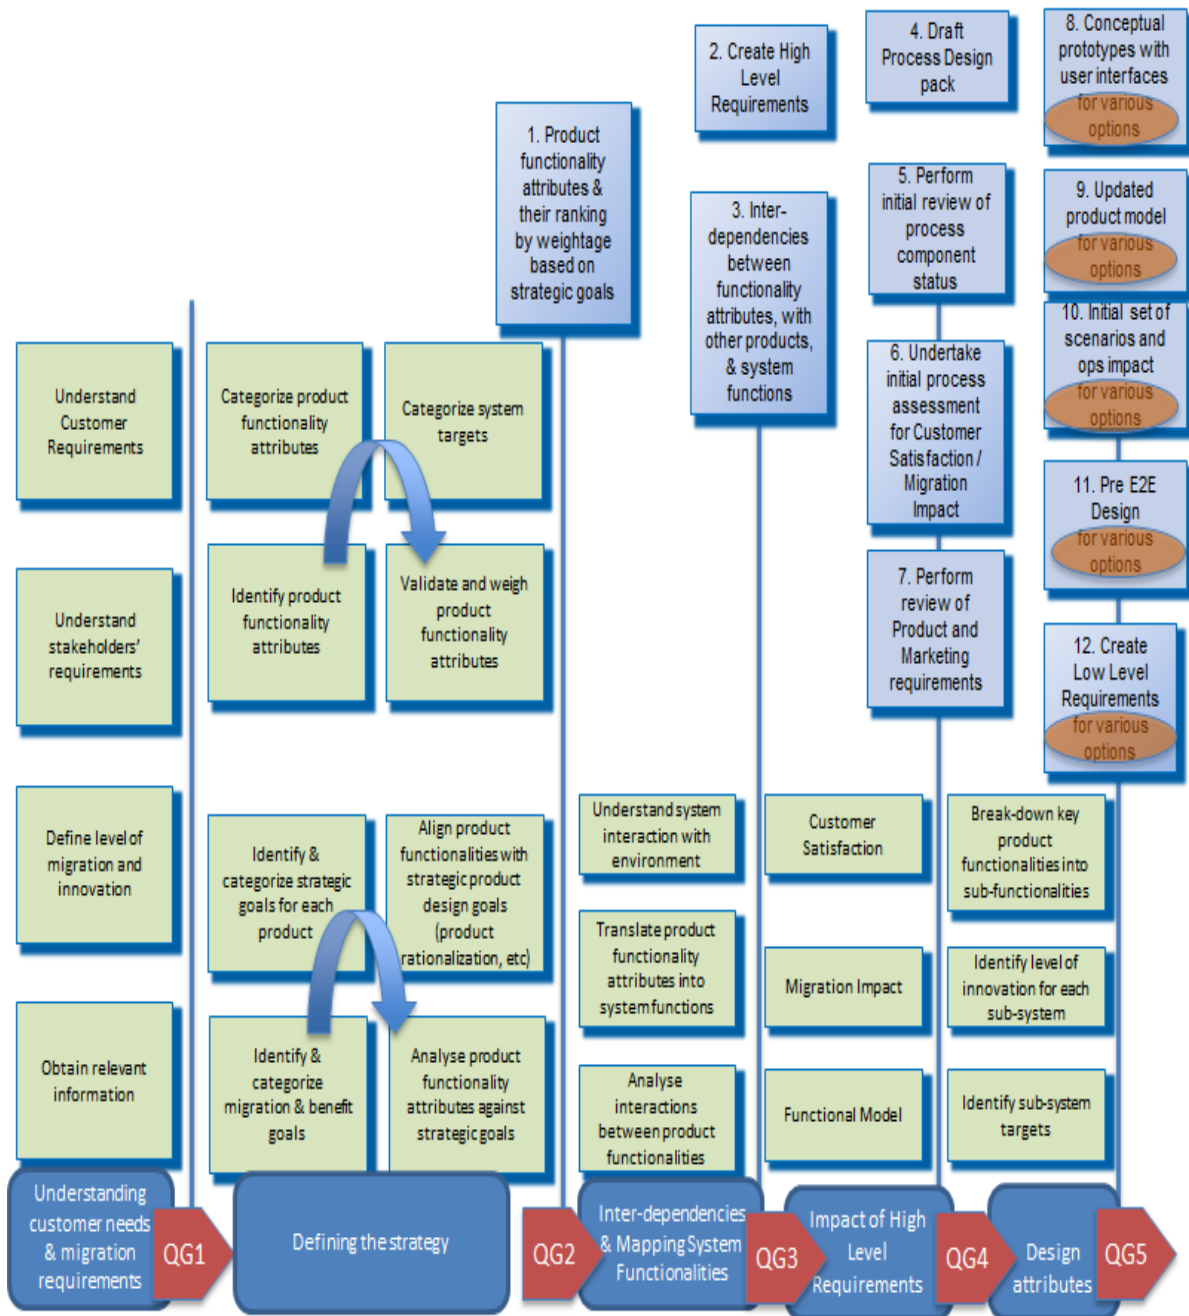 1. Product
functionality
attributes &
their ranking
by weightage
based on
strategic goals
2. Create High
Level
Requirements
3. Inter-
dependencies
between
functionality
attributes, with
other products,
& system
functions
4. Draft
Process Design
pack
5. Perform
initial review of
process
component
status
6. Undertake
initial process
assessment
for Customer
Satisfaction /
Migration
Impact
7. Perform
review of
Product and
Marketing
requirements
8. Conceptual
prototypes with
user interfaces
for various
options
9. Updated
product model
for various
options
10. Initial set of
scenarios and
ops impact
for various
options
11. Pre E2E
Design
for various
options
12. Create
Low Level
Requirements
for various
options
Understand
Customer
Requirements
Categorize product
functionality
attributes
Categorize system
targets
Understand
stakeholders'
requirements
Identify product
functionality
attributes
Validate and weigh
product
functionality
attributes
Define level of
migration and
innovation
Identify &
categorize strategic
goals for each
product
Align product
functionalities with
strategic product
design goals
(product
rationalization, etc)
Obtain relevant
information
Identify &
categorize
migration & benefit
goals
Analyse product
functionality
attributes against
strategic goals
Understand system
interaction with
environment
Translate product
functionality
attributes into
system functions
Analyse
interactions
between product
functionalities
Customer
Satisfaction
Migration Impact
Functional Model
Break-down key
product
functionalities into
sub-functionalities
Identify level of
innovation for each
sub-system
Identify sub-system
targets
Understanding
customer needs
& migration
requirements
QG1
Defining the strategy
QG2
Inter-dependencies
& Mapping System
Functionalities
QG3
Impact of High
Level
Requirements
QG4
Design
attributes
QG5